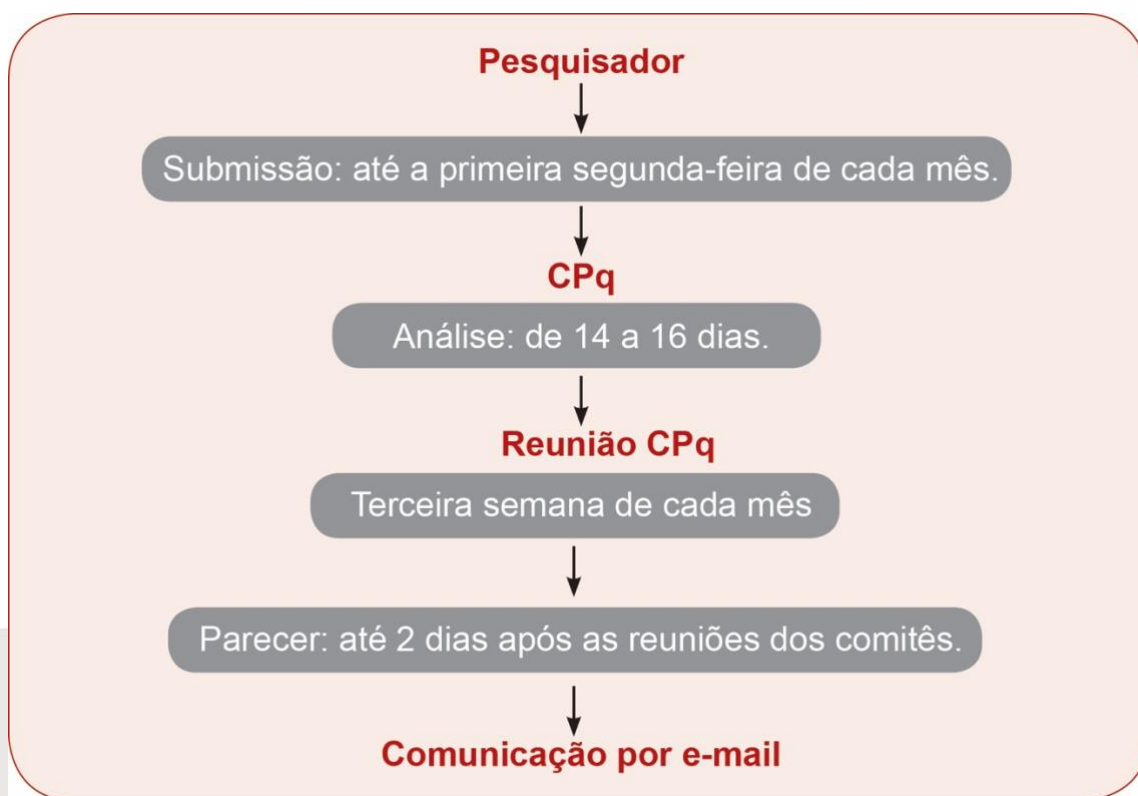 Pesquisador
Submissão: até a primeira segunda-feira de cada mês.
CPq
Análise: de 14 a 16 dias.
Reunião CPq
Terceira semana de cada mês
Parecer: até 2 dias após as reuniões dos comitês.
Comunicação por e-mail